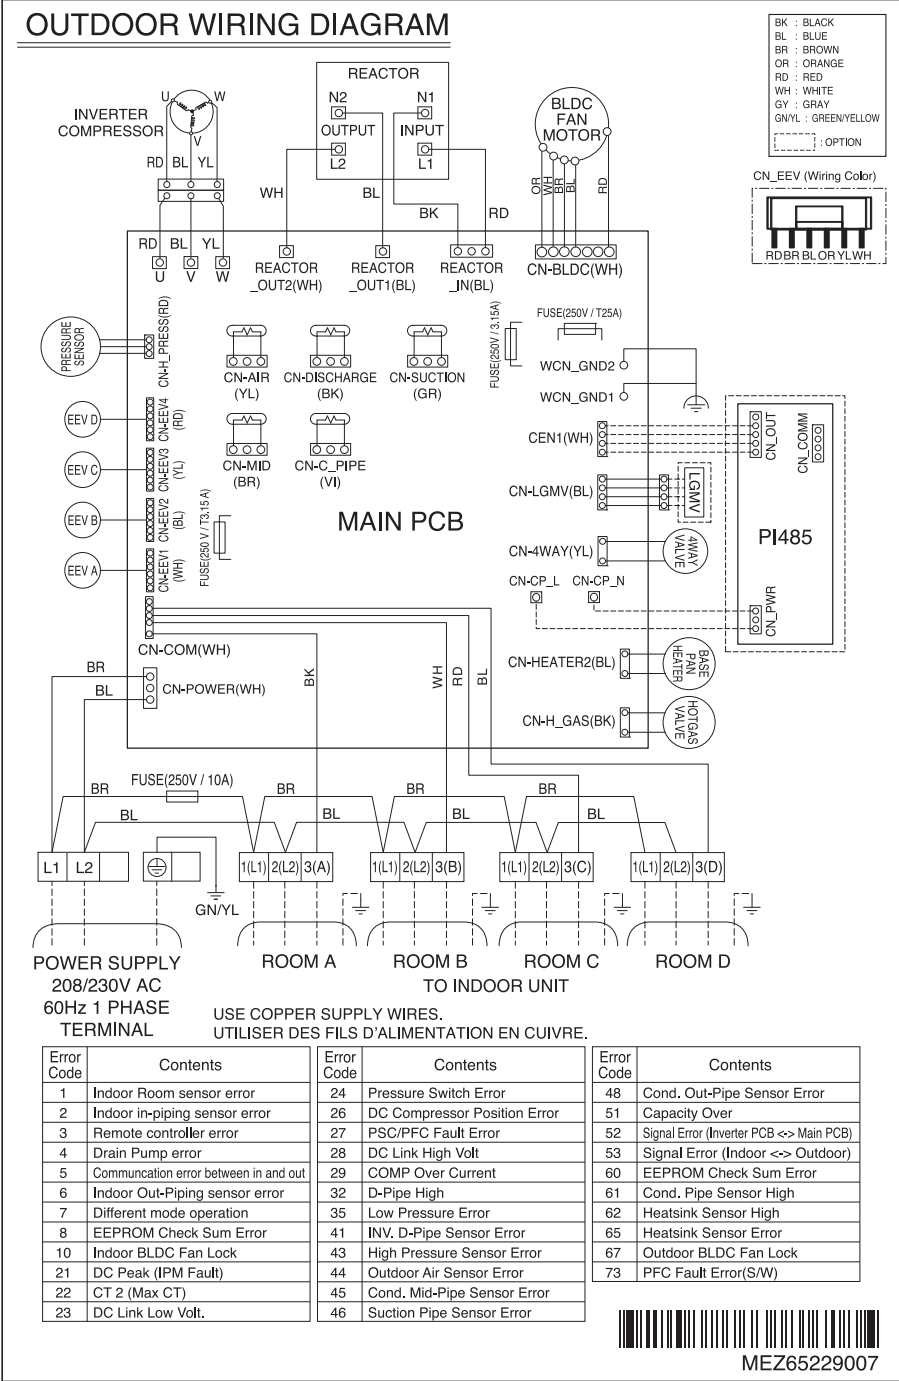 OUTDOOR WIRING DIAGRAM
BK : BLACK
BL : BLUE
BR : BROWN
OR : ORANGE
RD : RED
WH : WHITE
GY : GRAY
GN/YL : GREEN/YELLOW
: OPTION
CN_EEV (Wiring Color)
RD BR BL OR YL WH
INVERTER
COMPRESSOR
U
W
V
RD
BL
YL
RD
BL
YL
U
V
W
REACTOR
N2
N1
OUTPUT
INPUT
L2
L1
WH
BL
BK
RD
REACTOR
_OUT2(WH)
REACTOR
_OUT1(BL)
REACTOR
_IN(BL)
BLDC
FAN
MOTOR
OR
WH
BR
BL
RD
CN-BLDC(WH)
PRESSURE
SENSOR
CN-H_PRESS(RD)
EEV D
CN-EEV4
(RD)
EEV C
CN-EEV3
(YL)
EEV B
CN-EEV2
(BL)
EEV A
CN-EEV1
(WH)
CN-AIR
(YL)
CN-DISCHARGE
(BK)
CN-SUCTION
(GR)
CN-MID
(BR)
CN-C_PIPE
(VI)
FUSE(250V / 3.15A)
FUSE(250V / T25A)
FUSE(250 V / T3.15 A)
WCN_GND2
WCN_GND1
MAIN PCB
CEN1(WH)
CN-LGMV(BL)
LGMV
CN-4WAY(YL)
4WAY
VALVE
CN-CP_L
CN-CP_N
CN_OUT
CN_COMM
PI485
CN_PWR
CN-HEATER2(BL)
BASE
PAN
HEATER
CN-H_GAS(BK)
HOTGAS
VALVE
CN-COM(WH)
CN-POWER(WH)
BR
BL
BK
WH
RD
BL
FUSE(250V / 10A)
BR
BL
BR
BL
BR
BL
BR
BL
L1
L2
GN/YL
1(L1) 2(L2) 3(A)
1(L1) 2(L2) 3(B)
1(L1) 2(L2) 3(C)
1(L1) 2(L2) 3(D)
POWER SUPPLY
208/230V AC
60Hz 1 PHASE
TERMINAL
ROOM A
ROOM B
ROOM C
ROOM D
TO INDOOR UNIT
USE COPPER SUPPLY WIRES.
UTILISER DES FILS D'ALIMENTATION EN CUIVRE.
Error Code Contents
1 Indoor Room sensor error
2 Indoor in-piping sensor error
3 Remote controller error
4 Drain Pump error
5 Communcation error between in and out
6 Indoor Out-Piping sensor error
7 Different mode operation
8 EEPROM Check Sum Error
10 Indoor BLDC Fan Lock
21 DC Peak (IPM Fault)
22 CT 2 (Max CT)
23 DC Link Low Volt.
Error Code Contents
24 Pressure Switch Error
26 DC Compressor Position Error
27 PSC/PFC Fault Error
28 DC Link High Volt
29 COMP Over Current
32 D-Pipe High
35 Low Pressure Error
41 INV. D-Pipe Sensor Error
43 High Pressure Sensor Error
44 Outdoor Air Sensor Error
45 Cond. Mid-Pipe Sensor Error
46 Suction Pipe Sensor Error
Error Code Contents
48 Cond. Out-Pipe Sensor Error
51 Capacity Over
52 Signal Error (Inverter PCB <-> Main PCB)
53 Signal Error (Indoor <-> Outdoor)
60 EEPROM Check Sum Error
61 Cond. Pipe Sensor High
62 Heatsink Sensor High
65 Heatsink Sensor Error
67 Outdoor BLDC Fan Lock
73 PFC Fault Error(S/W)
MEZ65229007